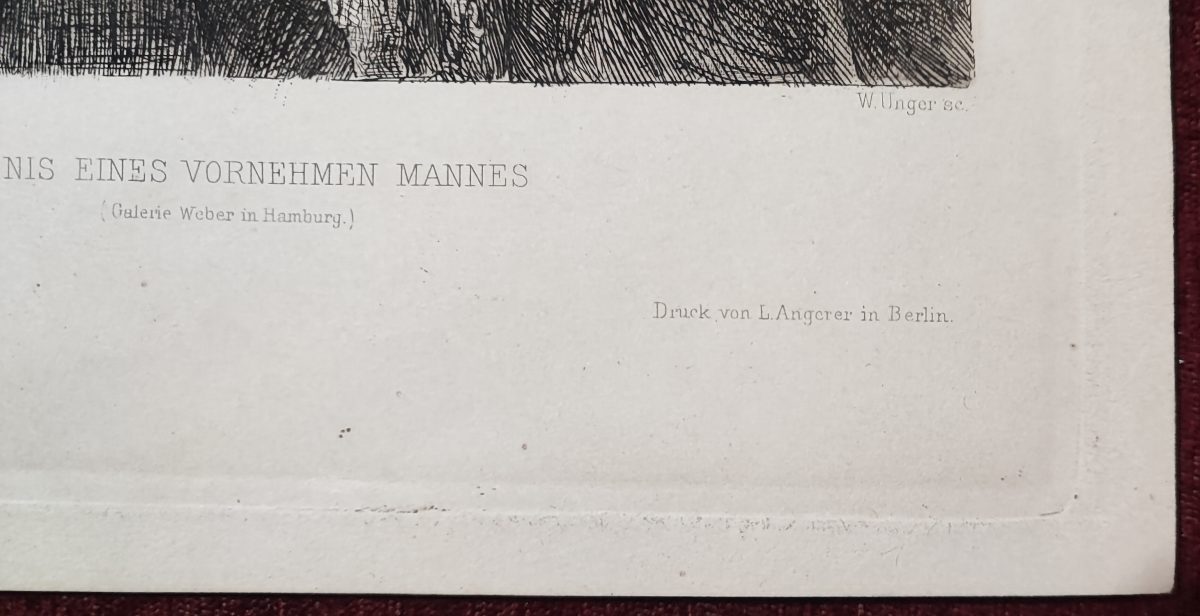 W. Unger sc.
NIS EINES VORNEHMEN MANNES
(Galerie Weber in Hamburg.)
Druck von L. Angerer in Berlin.